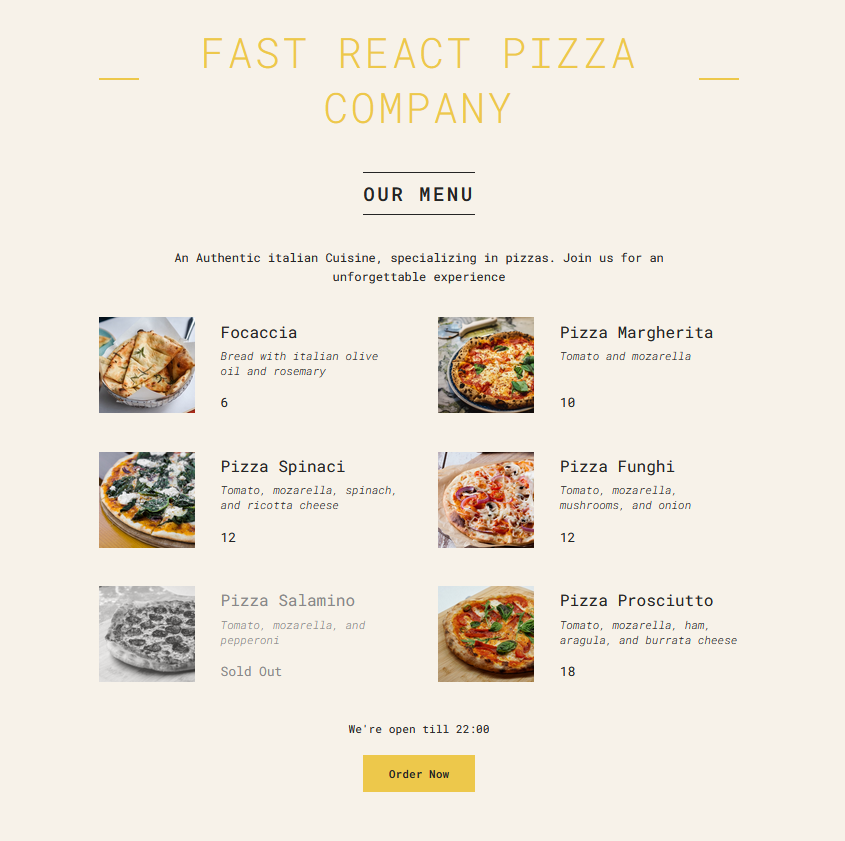 FAST REACT PIZZA
COMPANY
OUR MENU
An Authentic italian Cuisine, specializing in pizzas. Join us for an
unforgettable experience
Focaccia
Bread with italian olive
oil and rosemary
6
Pizza Margherita
Tomato and mozarella
10
Pizza Spinaci
Tomato, mozarella, spinach,
and ricotta cheese
12
Pizza Funghi
Tomato, mozarella,
mushrooms, and onion
12
Pizza Salamino
Tomato, mozarella, and
pepperoni
Sold Out
Pizza Prosciutto
Tomato, mozarella, ham,
aragula, and burrata cheese
18
We're open till 22:00
Order Now